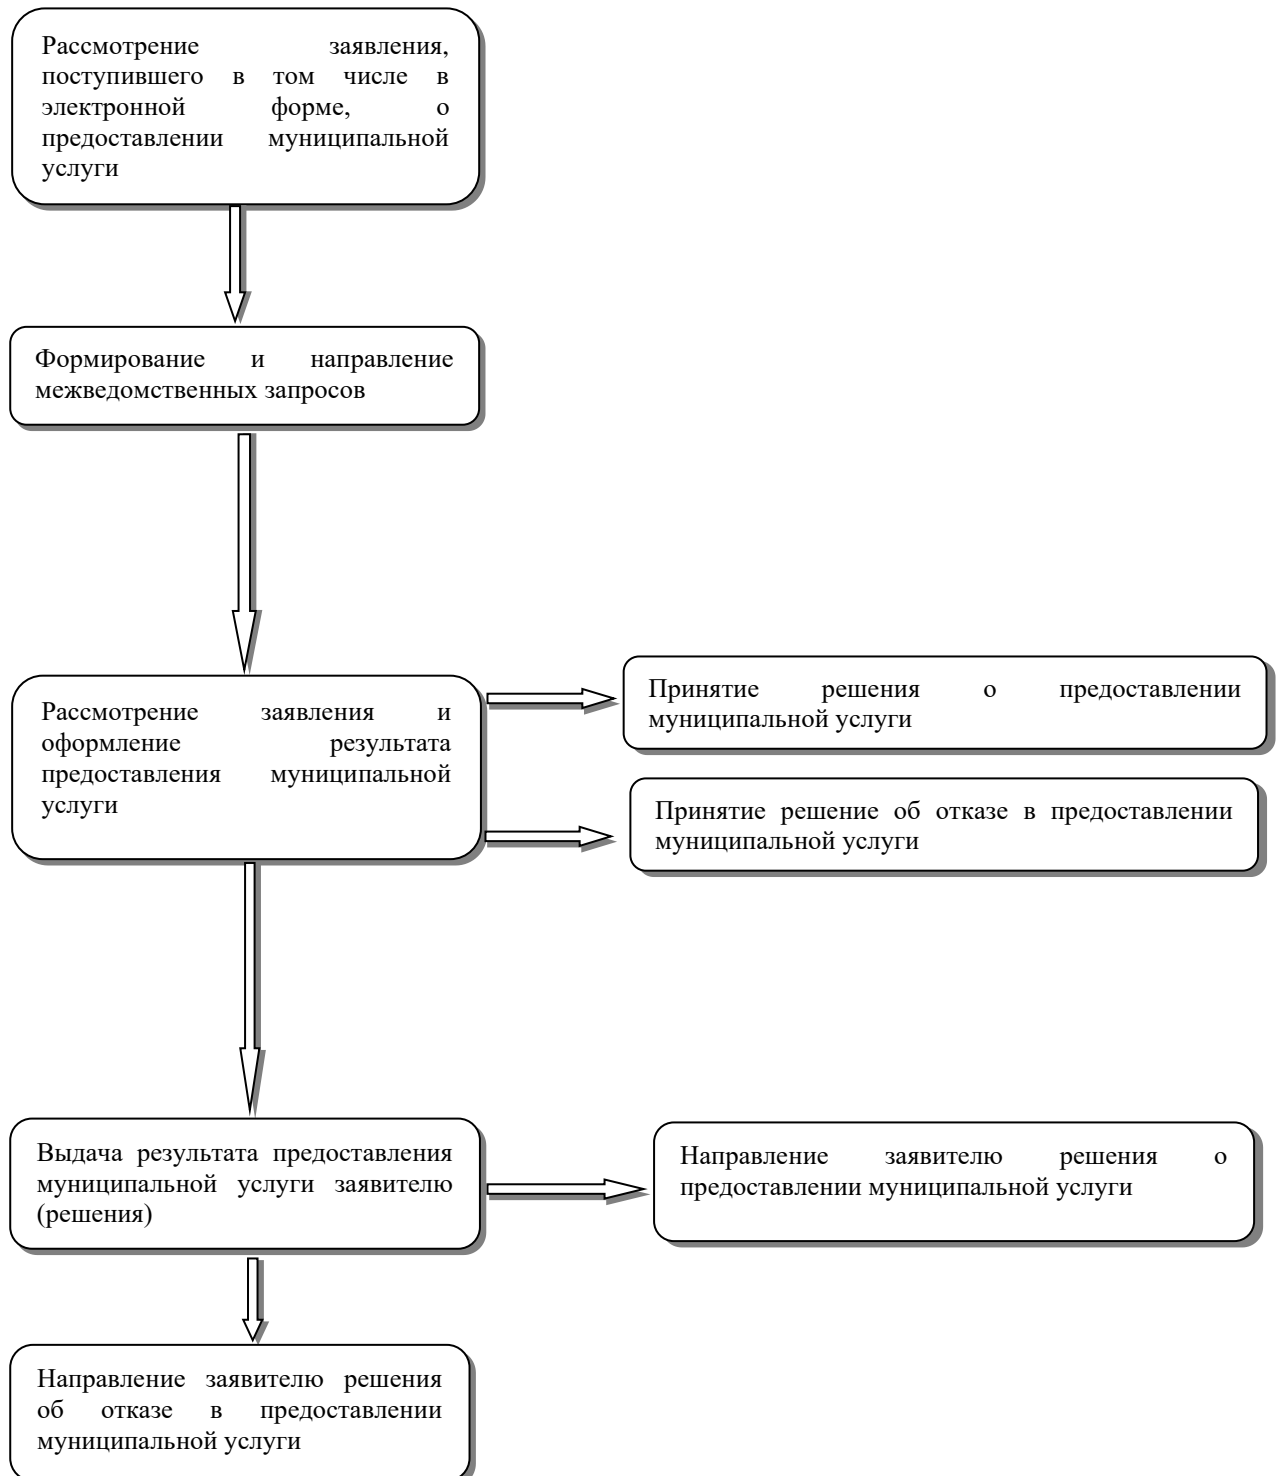 Рассмотрение заявления,
поступившего в том числе в
электронной форме, о
предоставлении муниципальной
услуги
Формирование и направление
межведомственных запросов
Рассмотрение заявления и
оформление результата
предоставления муниципальной
услуги
Принятие решения о предоставлении
муниципальной услуги
Принятие решение об отказе в предоставлении
муниципальной услуги
Выдача результата предоставления
муниципальной услуги заявителю
(решения)
Направление заявителю решения о
предоставлении муниципальной услуги
Направление заявителю решения
об отказе в предоставлении
муниципальной услуги